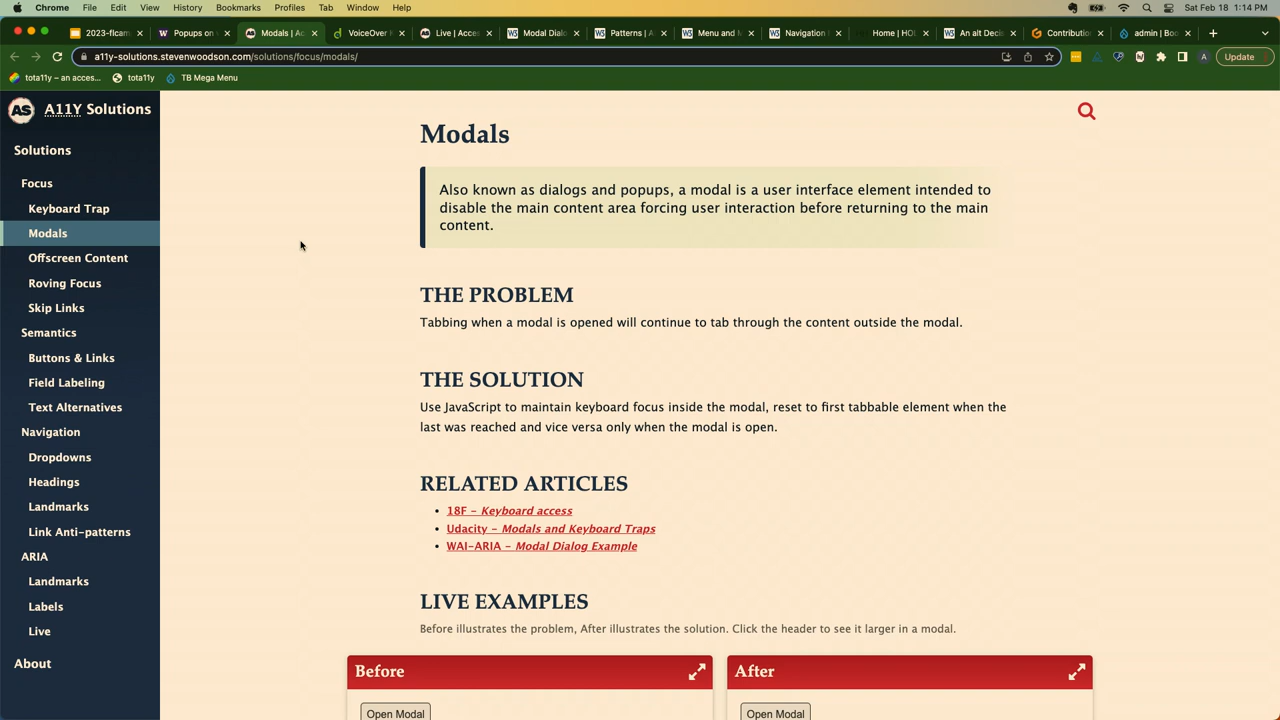 Chrome File Edit View History Bookmarks Profiles Tab Window Help Sat Feb 18 1:14 PM
2023-flcam Popups on Modals | Ac VoiceOver K Live | Acces Modal Dialo Patterns | A Menu and M Navigation Home | HOL An alt Decis Contribution admin | Boo
a11y-solutions.stevenwoodson.com/solutions/focus/modals/ A Update
tota11y – an acces... tota11y TB Mega Menu
AS A11Y Solutions
Solutions
Focus
Keyboard Trap
Modals
Offscreen Content
Roving Focus
Skip Links
Semantics
Buttons & Links
Field Labeling
Text Alternatives
Navigation
Dropdowns
Headings
Landmarks
Link Anti-patterns
ARIA
Landmarks
Labels
Live
About
Modals
Also known as dialogs and popups, a modal is a user interface element intended to
disable the main content area forcing user interaction before returning to the main
content.
THE PROBLEM
Tabbing when a modal is opened will continue to tab through the content outside the modal.
THE SOLUTION
Use JavaScript to maintain keyboard focus inside the modal, reset to first tabbable element when the
last was reached and vice versa only when the modal is open.
RELATED ARTICLES
• 18F – Keyboard access
• Udacity – Modals and Keyboard Traps
• WAI-ARIA – Modal Dialog Example
LIVE EXAMPLES
Before illustrates the problem, After illustrates the solution. Click the header to see it larger in a modal.
Before
Open Modal
After
Open Modal